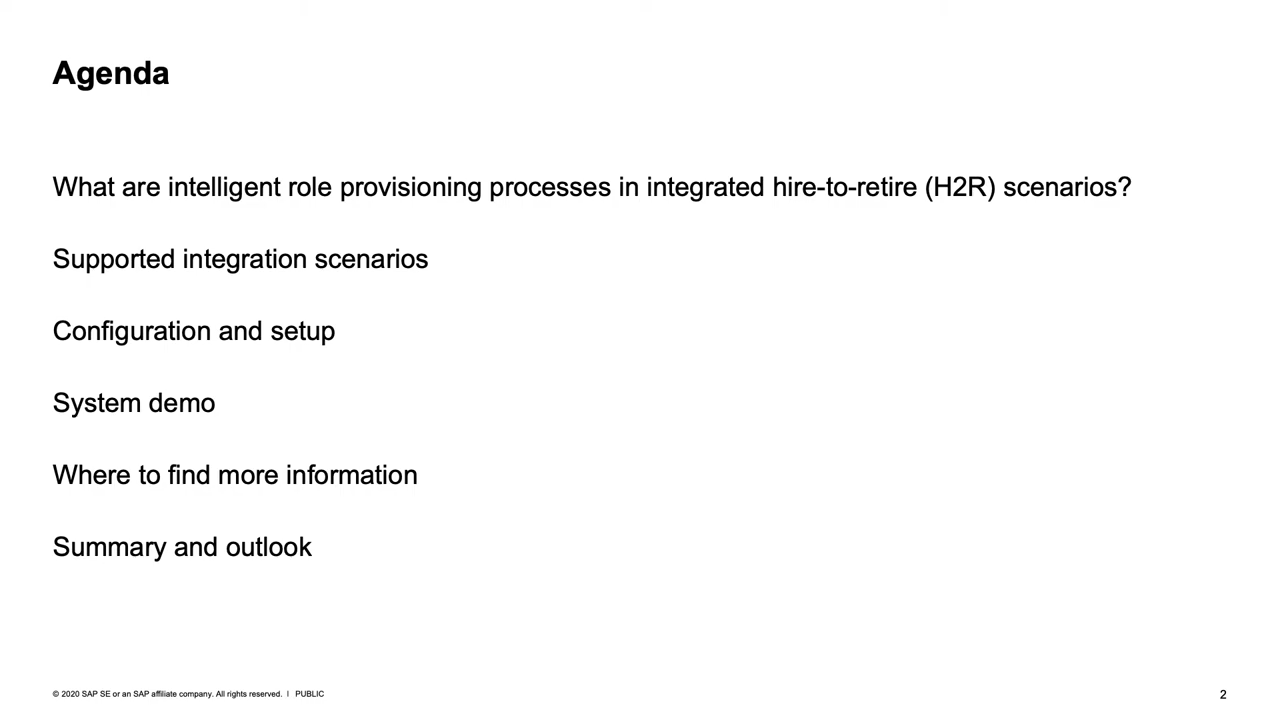 Agenda
What are intelligent role provisioning processes in integrated hire-to-retire (H2R) scenarios?
Supported integration scenarios
Configuration and setup
System demo
Where to find more information
Summary and outlook
© 2020 SAP SE or an SAP affiliate company. All rights reserved. | PUBLIC
2